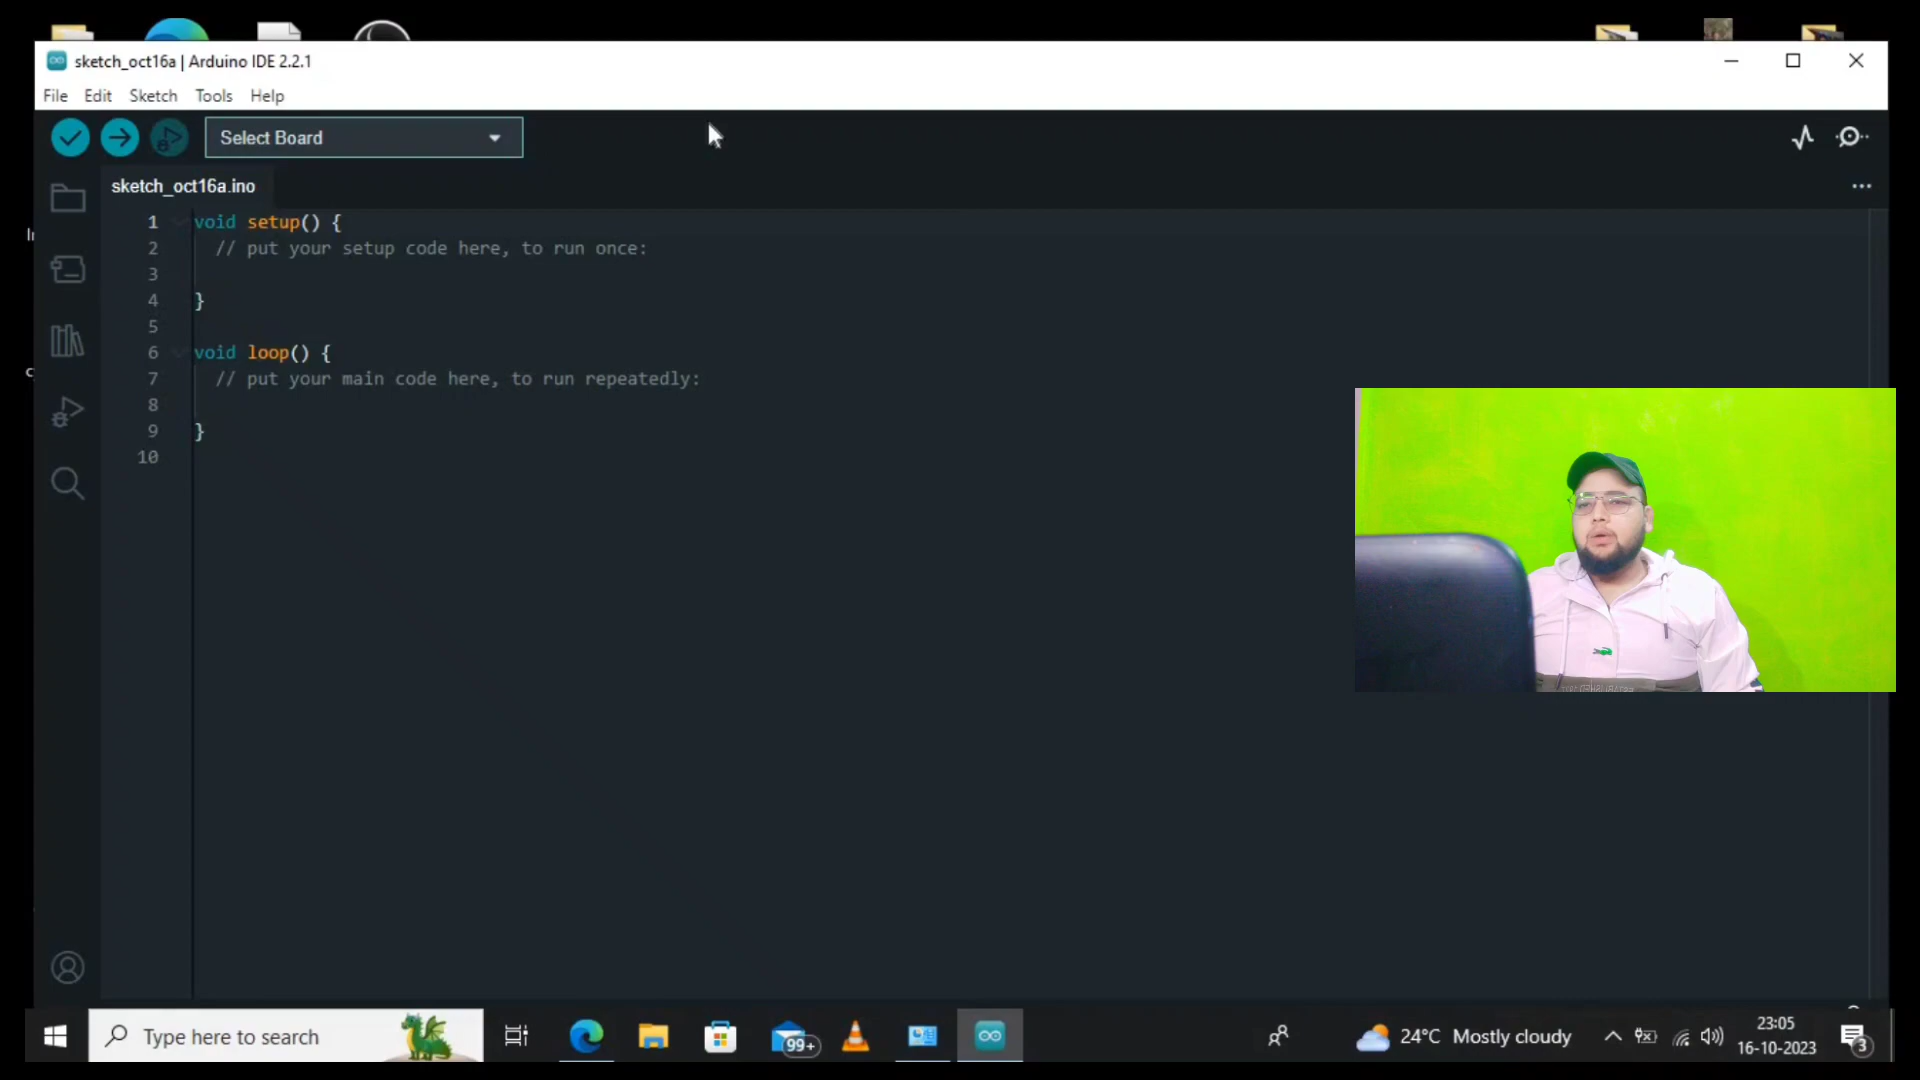 sketch_oct16a | Arduino IDE 2.2.1
File Edit Sketch Tools Help
Select Board
sketch_oct16a.ino
1 void setup() {
2 // put your setup code here, to run once:
3
4 }
5
6 void loop() {
7 // put your main code here, to run repeatedly:
8
9 }
10
Type here to search
99+
24°C Mostly cloudy
23:05
16-10-2023
3